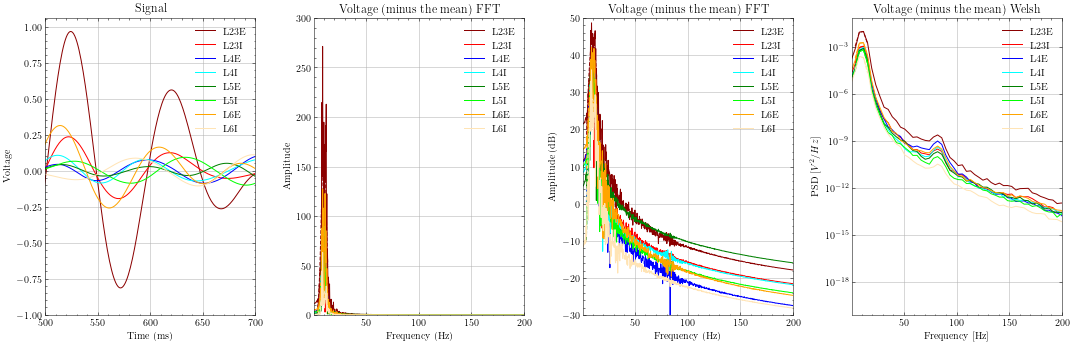 Signal
Voltage
1.00
0.75
0.50
0.25
0.00
−0.25
−0.50
−0.75
−1.00
L23E
L23I
L4E
L4I
L5E
L5I
L6E
L6I
500 550 600 650 700
Time (ms)
Voltage (minus the mean) FFT
Amplitude
300
250
200
150
100
50
0
L23E
L23I
L4E
L4I
L5E
L5I
L6E
L6I
50 100 150 200
Frequency (Hz)
Voltage (minus the mean) FFT
Amplitude (dB)
50
40
30
20
10
0
−10
−20
−30
L23E
L23I
L4E
L4I
L5E
L5I
L6E
L6I
50 100 150 200
Frequency (Hz)
Voltage (minus the mean) Welsh
PSD [V²/Hz]
10⁻³
10⁻⁶
10⁻⁹
10⁻¹²
10⁻¹⁵
10⁻¹⁸
L23E
L23I
L4E
L4I
L5E
L5I
L6E
L6I
50 100 150 200
Frequency [Hz]